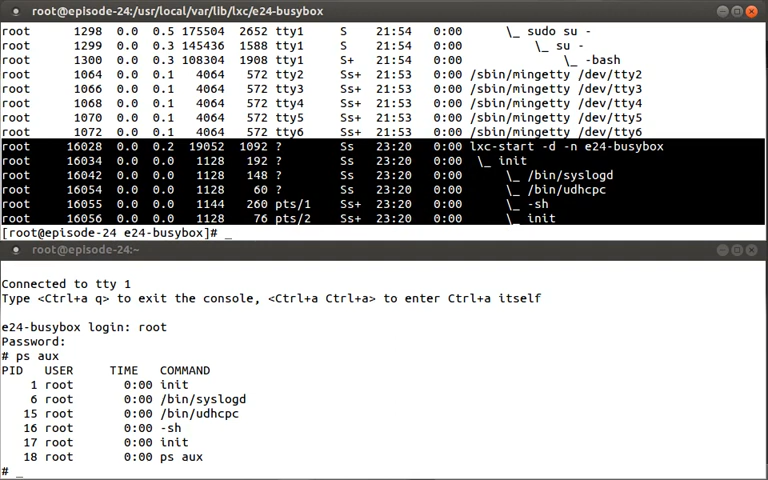 root@episode-24:/usr/local/var/lib/lxc/e24-busybox
root 1298 0.0 0.5 175504 2652 tty1 S 21:54 0:00 \_ sudo su -
root 1299 0.0 0.3 145436 1588 tty1 S 21:54 0:00 \_ su -
root 1300 0.0 0.3 108304 1908 tty1 S+ 21:54 0:00 \_ -bash
root 1064 0.0 0.1 4064 572 tty2 Ss+ 21:53 0:00 /sbin/mingetty /dev/tty2
root 1066 0.0 0.1 4064 572 tty3 Ss+ 21:53 0:00 /sbin/mingetty /dev/tty3
root 1068 0.0 0.1 4064 572 tty4 Ss+ 21:53 0:00 /sbin/mingetty /dev/tty4
root 1070 0.0 0.1 4064 572 tty5 Ss+ 21:53 0:00 /sbin/mingetty /dev/tty5
root 1072 0.0 0.1 4064 572 tty6 Ss+ 21:53 0:00 /sbin/mingetty /dev/tty6
root 16028 0.0 0.2 19052 1092 ? Ss 23:20 0:00 lxc-start -d -n e24-busybox
root 16034 0.0 0.0 1128 192 ? Ss 23:20 0:00 \_ init
root 16042 0.0 0.0 1128 148 ? Ss 23:20 0:00 \_ /bin/syslogd
root 16054 0.0 0.0 1128 60 ? Ss 23:20 0:00 \_ /bin/udhcpc
root 16055 0.0 0.0 1144 260 pts/1 Ss+ 23:20 0:00 \_ -sh
root 16056 0.0 0.0 1128 76 pts/2 Ss+ 23:20 0:00 \_ init
[root@episode-24 e24-busybox]# _
root@episode-24:~
Connected to tty 1
Type <Ctrl+a q> to exit the console, <Ctrl+a Ctrl+a> to enter Ctrl+a itself
e24-busybox login: root
Password:
# ps aux
PID USER TIME COMMAND
1 root 0:00 init
6 root 0:00 /bin/syslogd
15 root 0:00 /bin/udhcpc
16 root 0:00 -sh
17 root 0:00 init
18 root 0:00 ps aux
# _